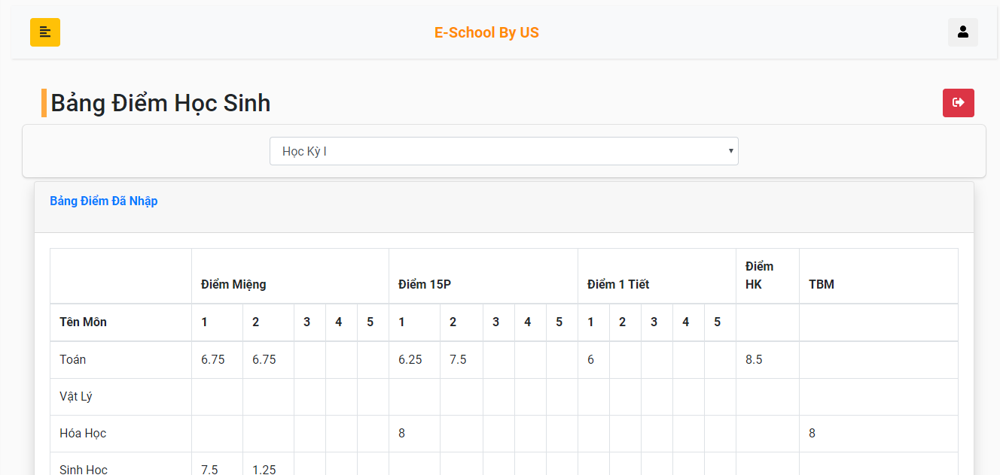 E-School By US
Bảng Điểm Học Sinh
Học Kỳ I
Bảng Điểm Đã Nhập
Điểm Miệng Điểm 15P Điểm 1 Tiết Điểm HK TBM
Tên Môn 1 2 3 4 5 1 2 3 4 5 1 2 3 4 5
Toán 6.75 6.75 6.25 7.5 6 8.5
Vật Lý
Hóa Học 8 8
Sinh Học 7.5 1.25